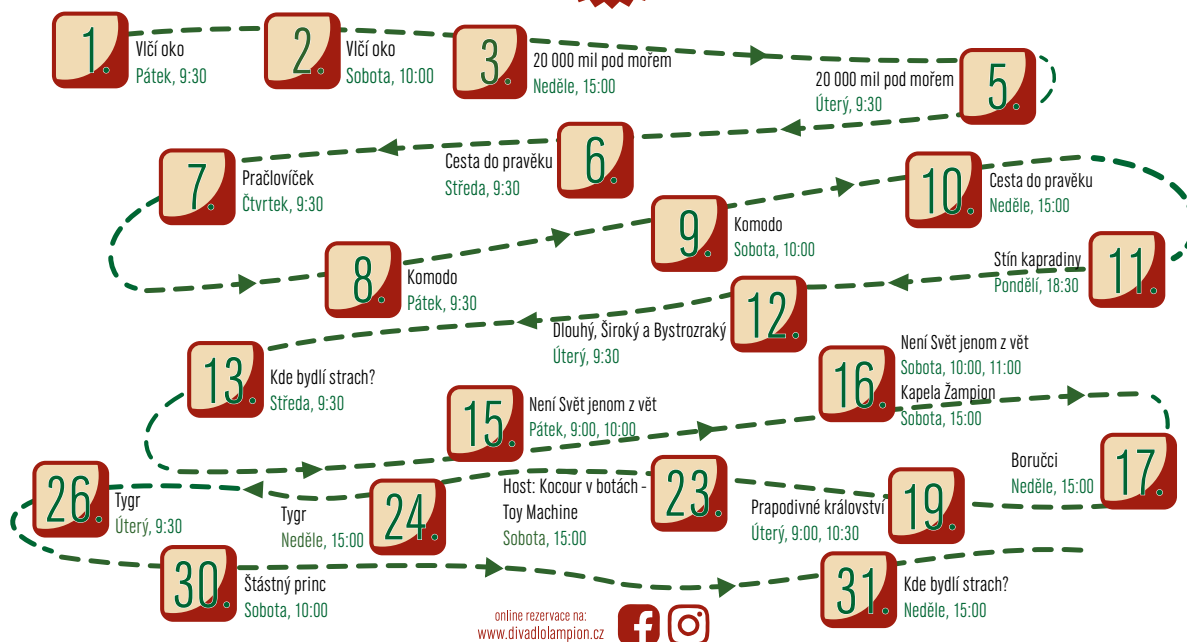 1.
Vlčí oko
Pátek, 9:30
2.
Vlčí oko
Sobota, 10:00
3.
20 000 mil pod mořem
Neděle, 15:00
5.
20 000 mil pod mořem
Úterý, 9:30
6.
Cesta do pravěku
Středa, 9:30
7.
Pračlovíček
Čtvrtek, 9:30
8.
Komodo
Pátek, 9:30
9.
Komodo
Sobota, 10:00
10.
Cesta do pravěku
Neděle, 15:00
11.
Stín kapradiny
Pondělí, 18:30
12.
Dlouhý, Široký a Bystrozraký
Úterý, 9:30
13.
Kde bydlí strach?
Středa, 9:30
15.
Není Svět jenom z vět
Pátek, 9:00, 10:00
16.
Není Svět jenom z vět
Sobota, 10:00, 11:00
Kapela Žampion
Sobota, 15:00
17.
Boručci
Neděle, 15:00
19.
Prapodivné království
Úterý, 9:00, 10:30
23.
Host: Kocour v botách -
Toy Machine
Sobota, 15:00
24.
Tygr
Neděle, 15:00
26.
Tygr
Úterý, 9:30
30.
Štástný princ
Sobota, 10:00
31.
Kde bydlí strach?
Neděle, 15:00
online rezervace na:
www.divadlolampion.cz